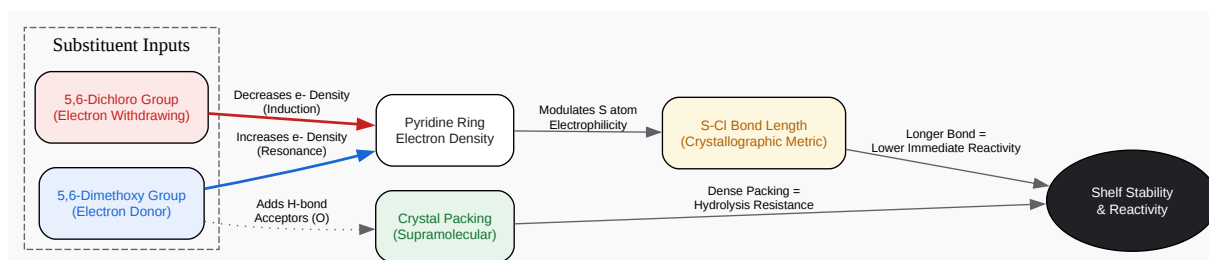 Substituent Inputs
5,6-Dichloro Group
(Electron Withdrawing)
Decreases e- Density
(Induction)
Increases e- Density
(Resonance)
5,6-Dimethoxy Group
(Electron Donor)
Adds H-bond
Acceptors (O)
Pyridine Ring
Electron Density
Crystal Packing
(Supramolecular)
Modulates S atom
Electrophilicity
S-Cl Bond Length
(Crystallographic Metric)
Dense Packing =
Hydrolysis Resistance
Longer Bond =
Lower Immediate Reactivity
Shelf Stability
& Reactivity